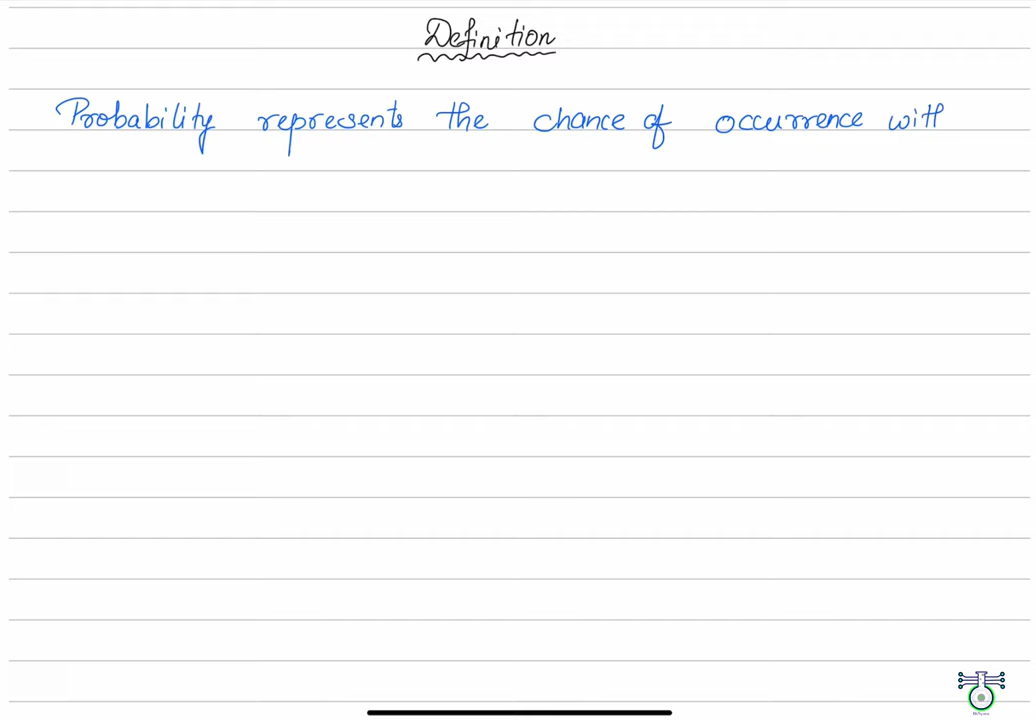 Definition
Probability represents the chance of occurrence with